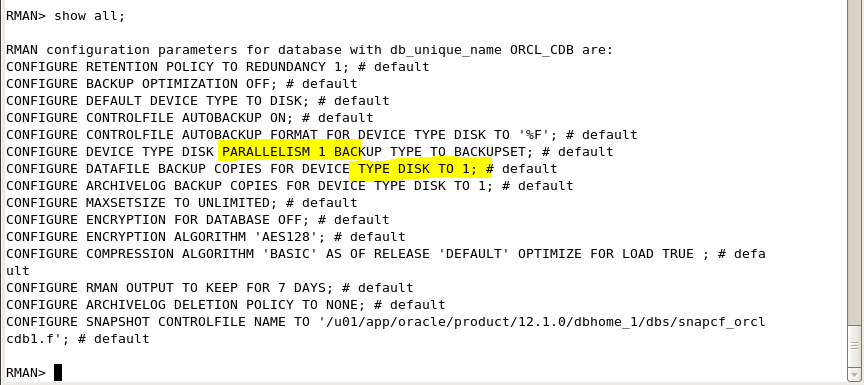 RMAN> show all;
RMAN configuration parameters for database with db_unique_name ORCL_CDB are:
CONFIGURE RETENTION POLICY TO REDUNDANCY 1; # default
CONFIGURE BACKUP OPTIMIZATION OFF; # default
CONFIGURE DEFAULT DEVICE TYPE TO DISK; # default
CONFIGURE CONTROLFILE AUTOBACKUP ON; # default
CONFIGURE CONTROLFILE AUTOBACKUP FORMAT FOR DEVICE TYPE DISK TO '%F'; # default
CONFIGURE DEVICE TYPE DISK PARALLELISM 1 BACKUP TYPE TO BACKUPSET; # default
CONFIGURE DATAFILE BACKUP COPIES FOR DEVICE TYPE DISK TO 1; # default
CONFIGURE ARCHIVELOG BACKUP COPIES FOR DEVICE TYPE DISK TO 1; # default
CONFIGURE MAXSETSIZE TO UNLIMITED; # default
CONFIGURE ENCRYPTION FOR DATABASE OFF; # default
CONFIGURE ENCRYPTION ALGORITHM 'AES128'; # default
CONFIGURE COMPRESSION ALGORITHM 'BASIC' AS OF RELEASE 'DEFAULT' OPTIMIZE FOR LOAD TRUE ; # defa
ult
CONFIGURE RMAN OUTPUT TO KEEP FOR 7 DAYS; # default
CONFIGURE ARCHIVELOG DELETION POLICY TO NONE; # default
CONFIGURE SNAPSHOT CONTROLFILE NAME TO '/u01/app/oracle/product/12.1.0/dbhome_1/dbs/snapcf_orcl
cdb1.f'; # default
RMAN>